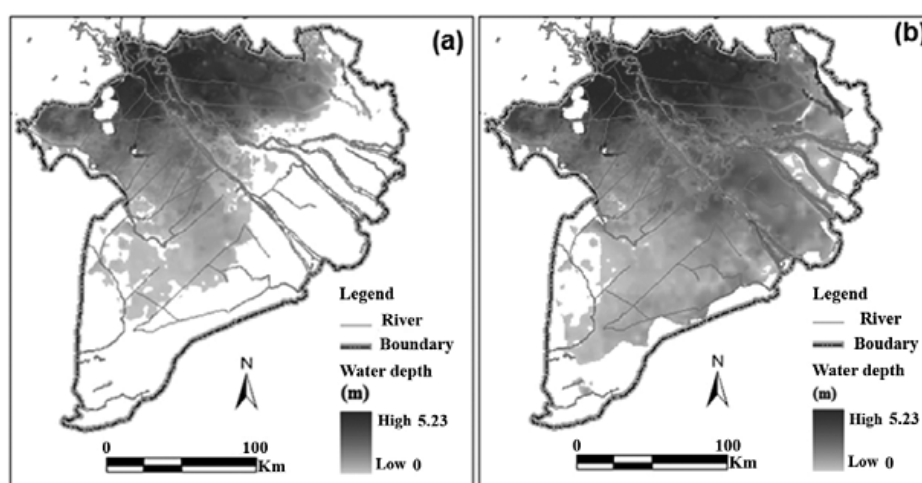 (a)
Legend
River
Boundary
Water depth
(m)
High 5.23
Low 0
N
0 100
Km
(b)
Legend
River
Boudary
Water depth
(m)
High 5.23
Low 0
N
0 100
Km